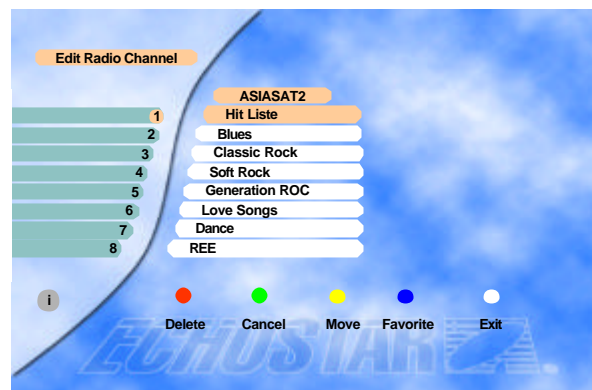 Edit Radio Channel
ASIASAT2
1 Hit Liste
2 Blues
3 Classic Rock
4 Soft Rock
5 Generation ROC
6 Love Songs
7 Dance
8 REE
i
Delete Cancel Move Favorite Exit
ECHOSTAR